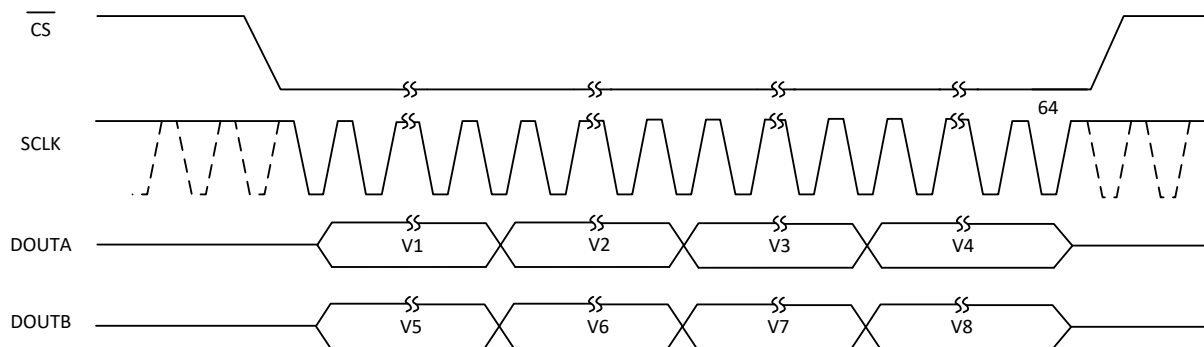 CS
64
SCLK
DOUTA V1 V2 V3 V4
DOUTB V5 V6 V7 V8